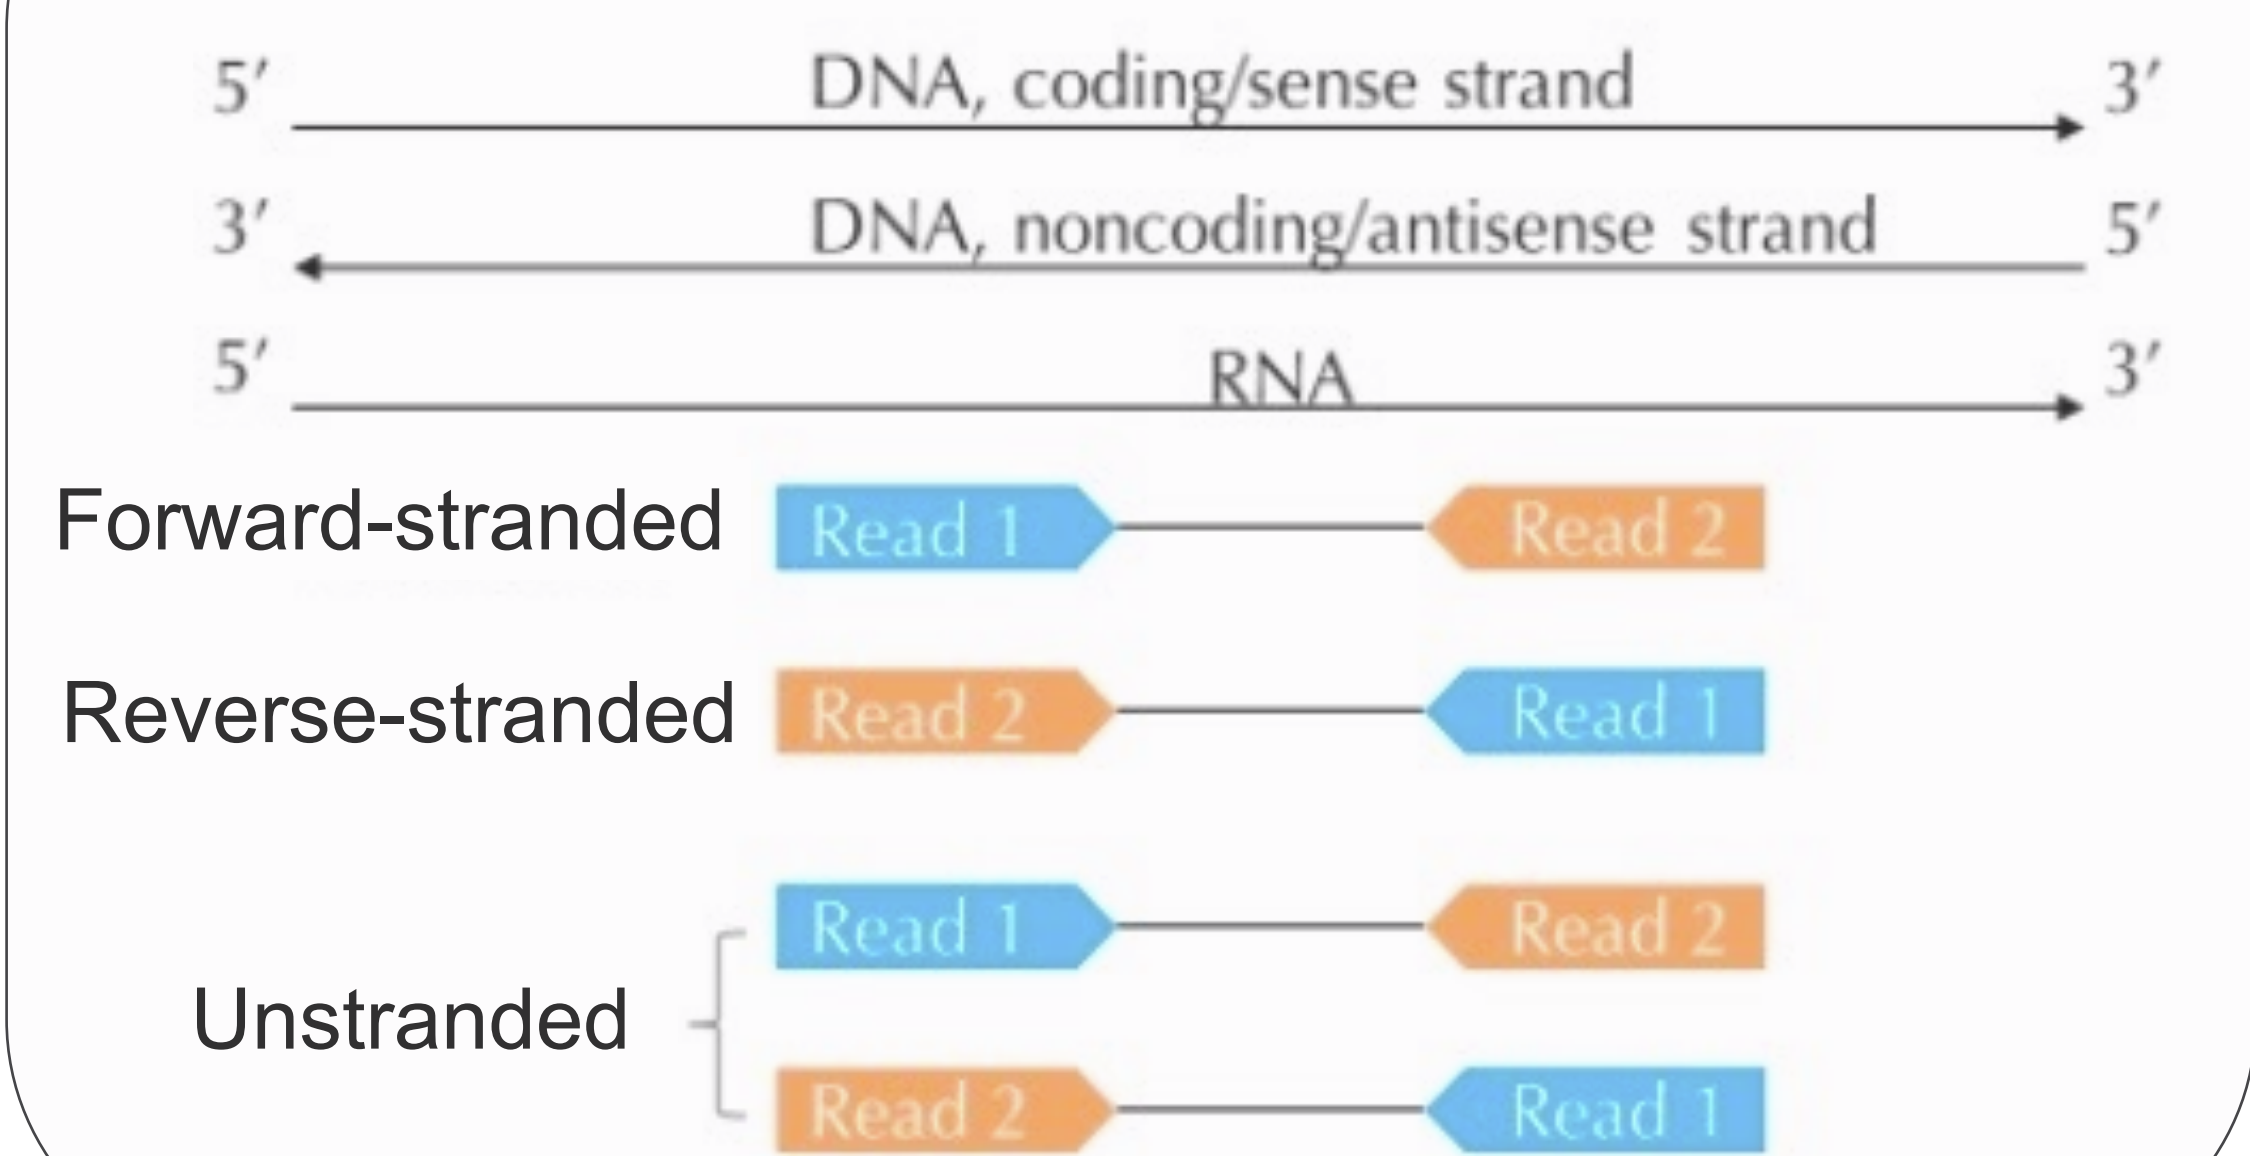 5′ DNA, coding/sense strand 3′
3′ DNA, noncoding/antisense strand 5′
5′ RNA 3′
Forward-stranded Read 1 Read 2
Reverse-stranded Read 2 Read 1
Read 1 Read 2
Unstranded
Read 2 Read 1